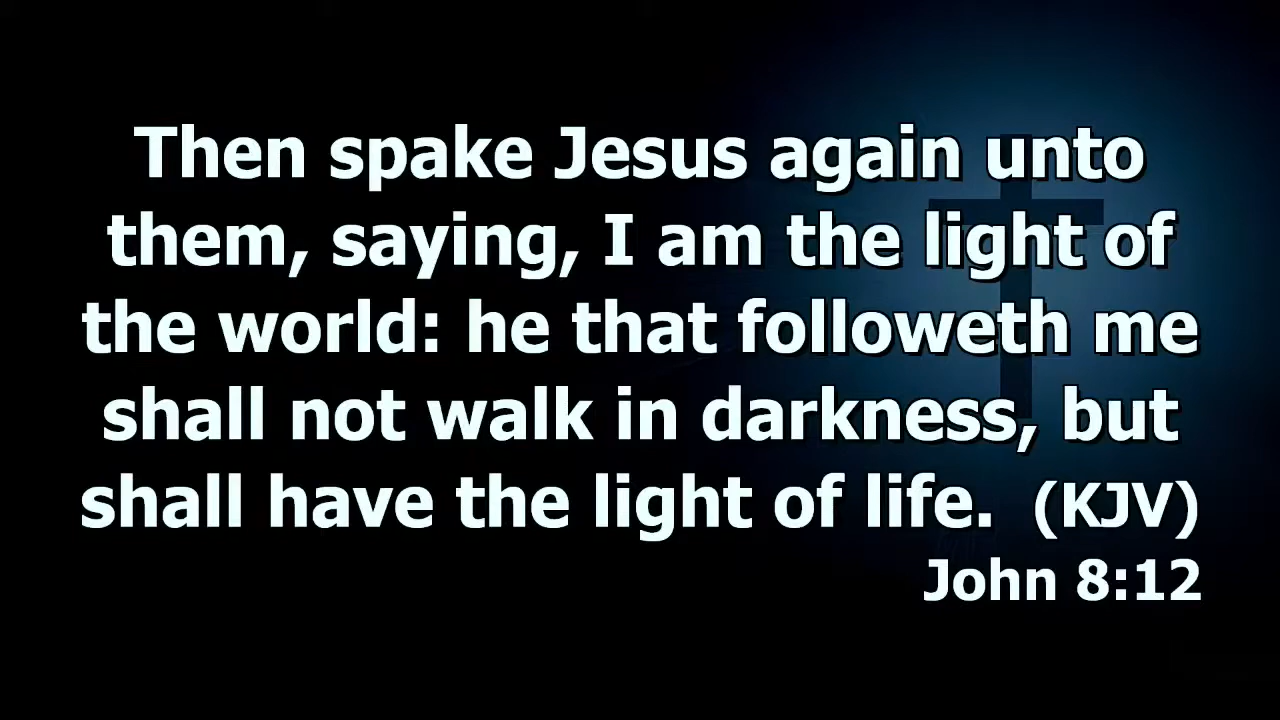 Then spake Jesus again unto
them, saying, I am the light of
the world: he that followeth me
shall not walk in darkness, but
shall have the light of life.  (KJV)
John 8:12